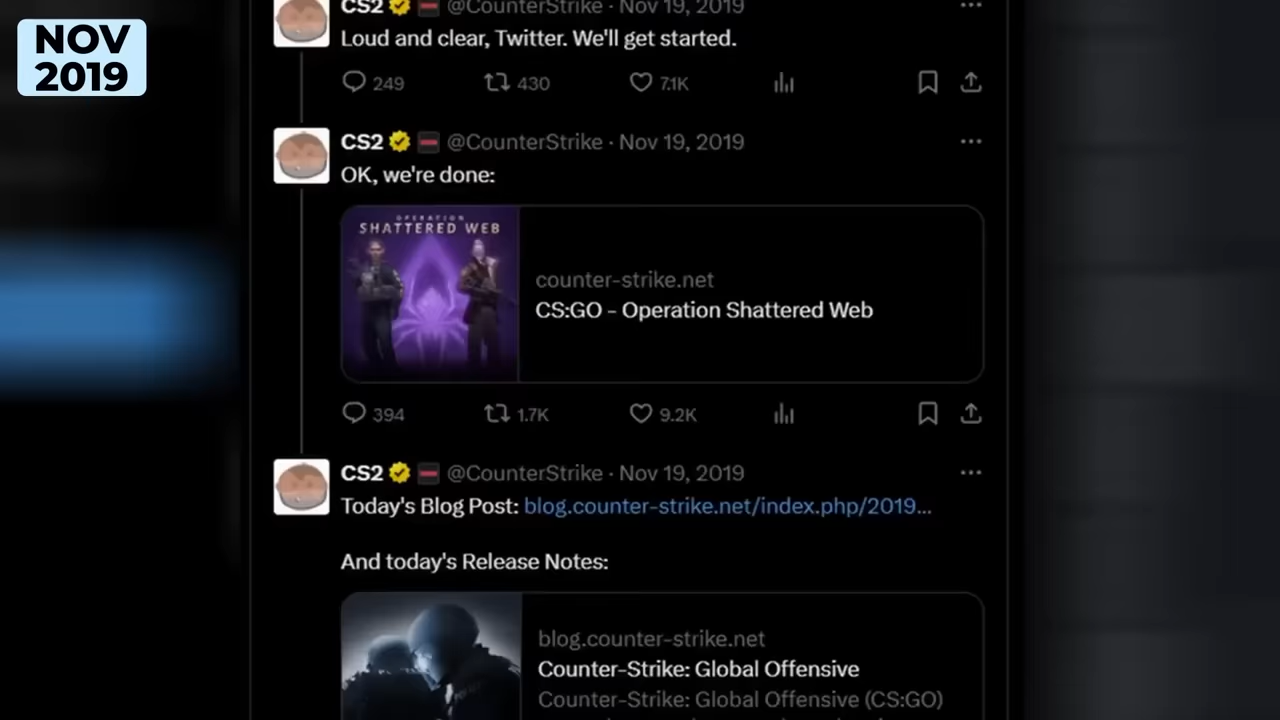 NOV
2019
CS2 @CounterStrike · Nov 19, 2019
Loud and clear, Twitter. We'll get started.
249 430 7.1K
CS2 @CounterStrike · Nov 19, 2019
OK, we're done:
OPERATION
SHATTERED WEB
counter-strike.net
CS:GO - Operation Shattered Web
394 1.7K 9.2K
CS2 @CounterStrike · Nov 19, 2019
Today's Blog Post: blog.counter-strike.net/index.php/2019...
And today's Release Notes:
blog.counter-strike.net
Counter-Strike: Global Offensive
Counter-Strike: Global Offensive (CS:GO)